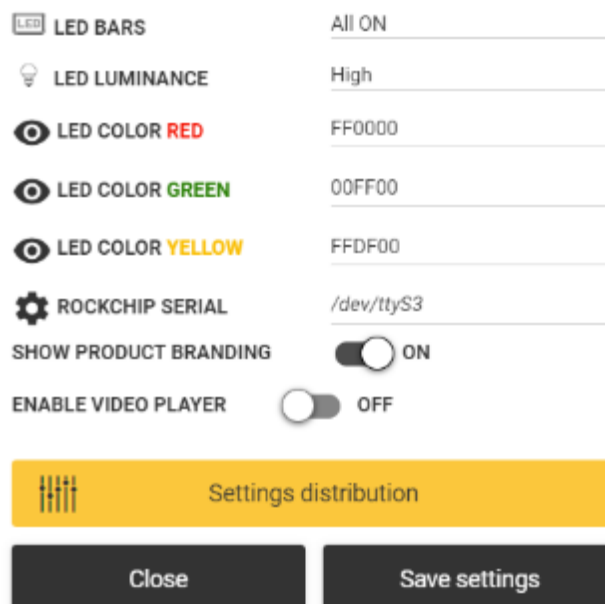 LED LED BARS All ON
LED LUMINANCE High
LED COLOR RED FF0000
LED COLOR GREEN 00FF00
LED COLOR YELLOW FFDF00
ROCKCHIP SERIAL /dev/ttyS3
SHOW PRODUCT BRANDING ON
ENABLE VIDEO PLAYER OFF
Settings distribution
Close Save settings